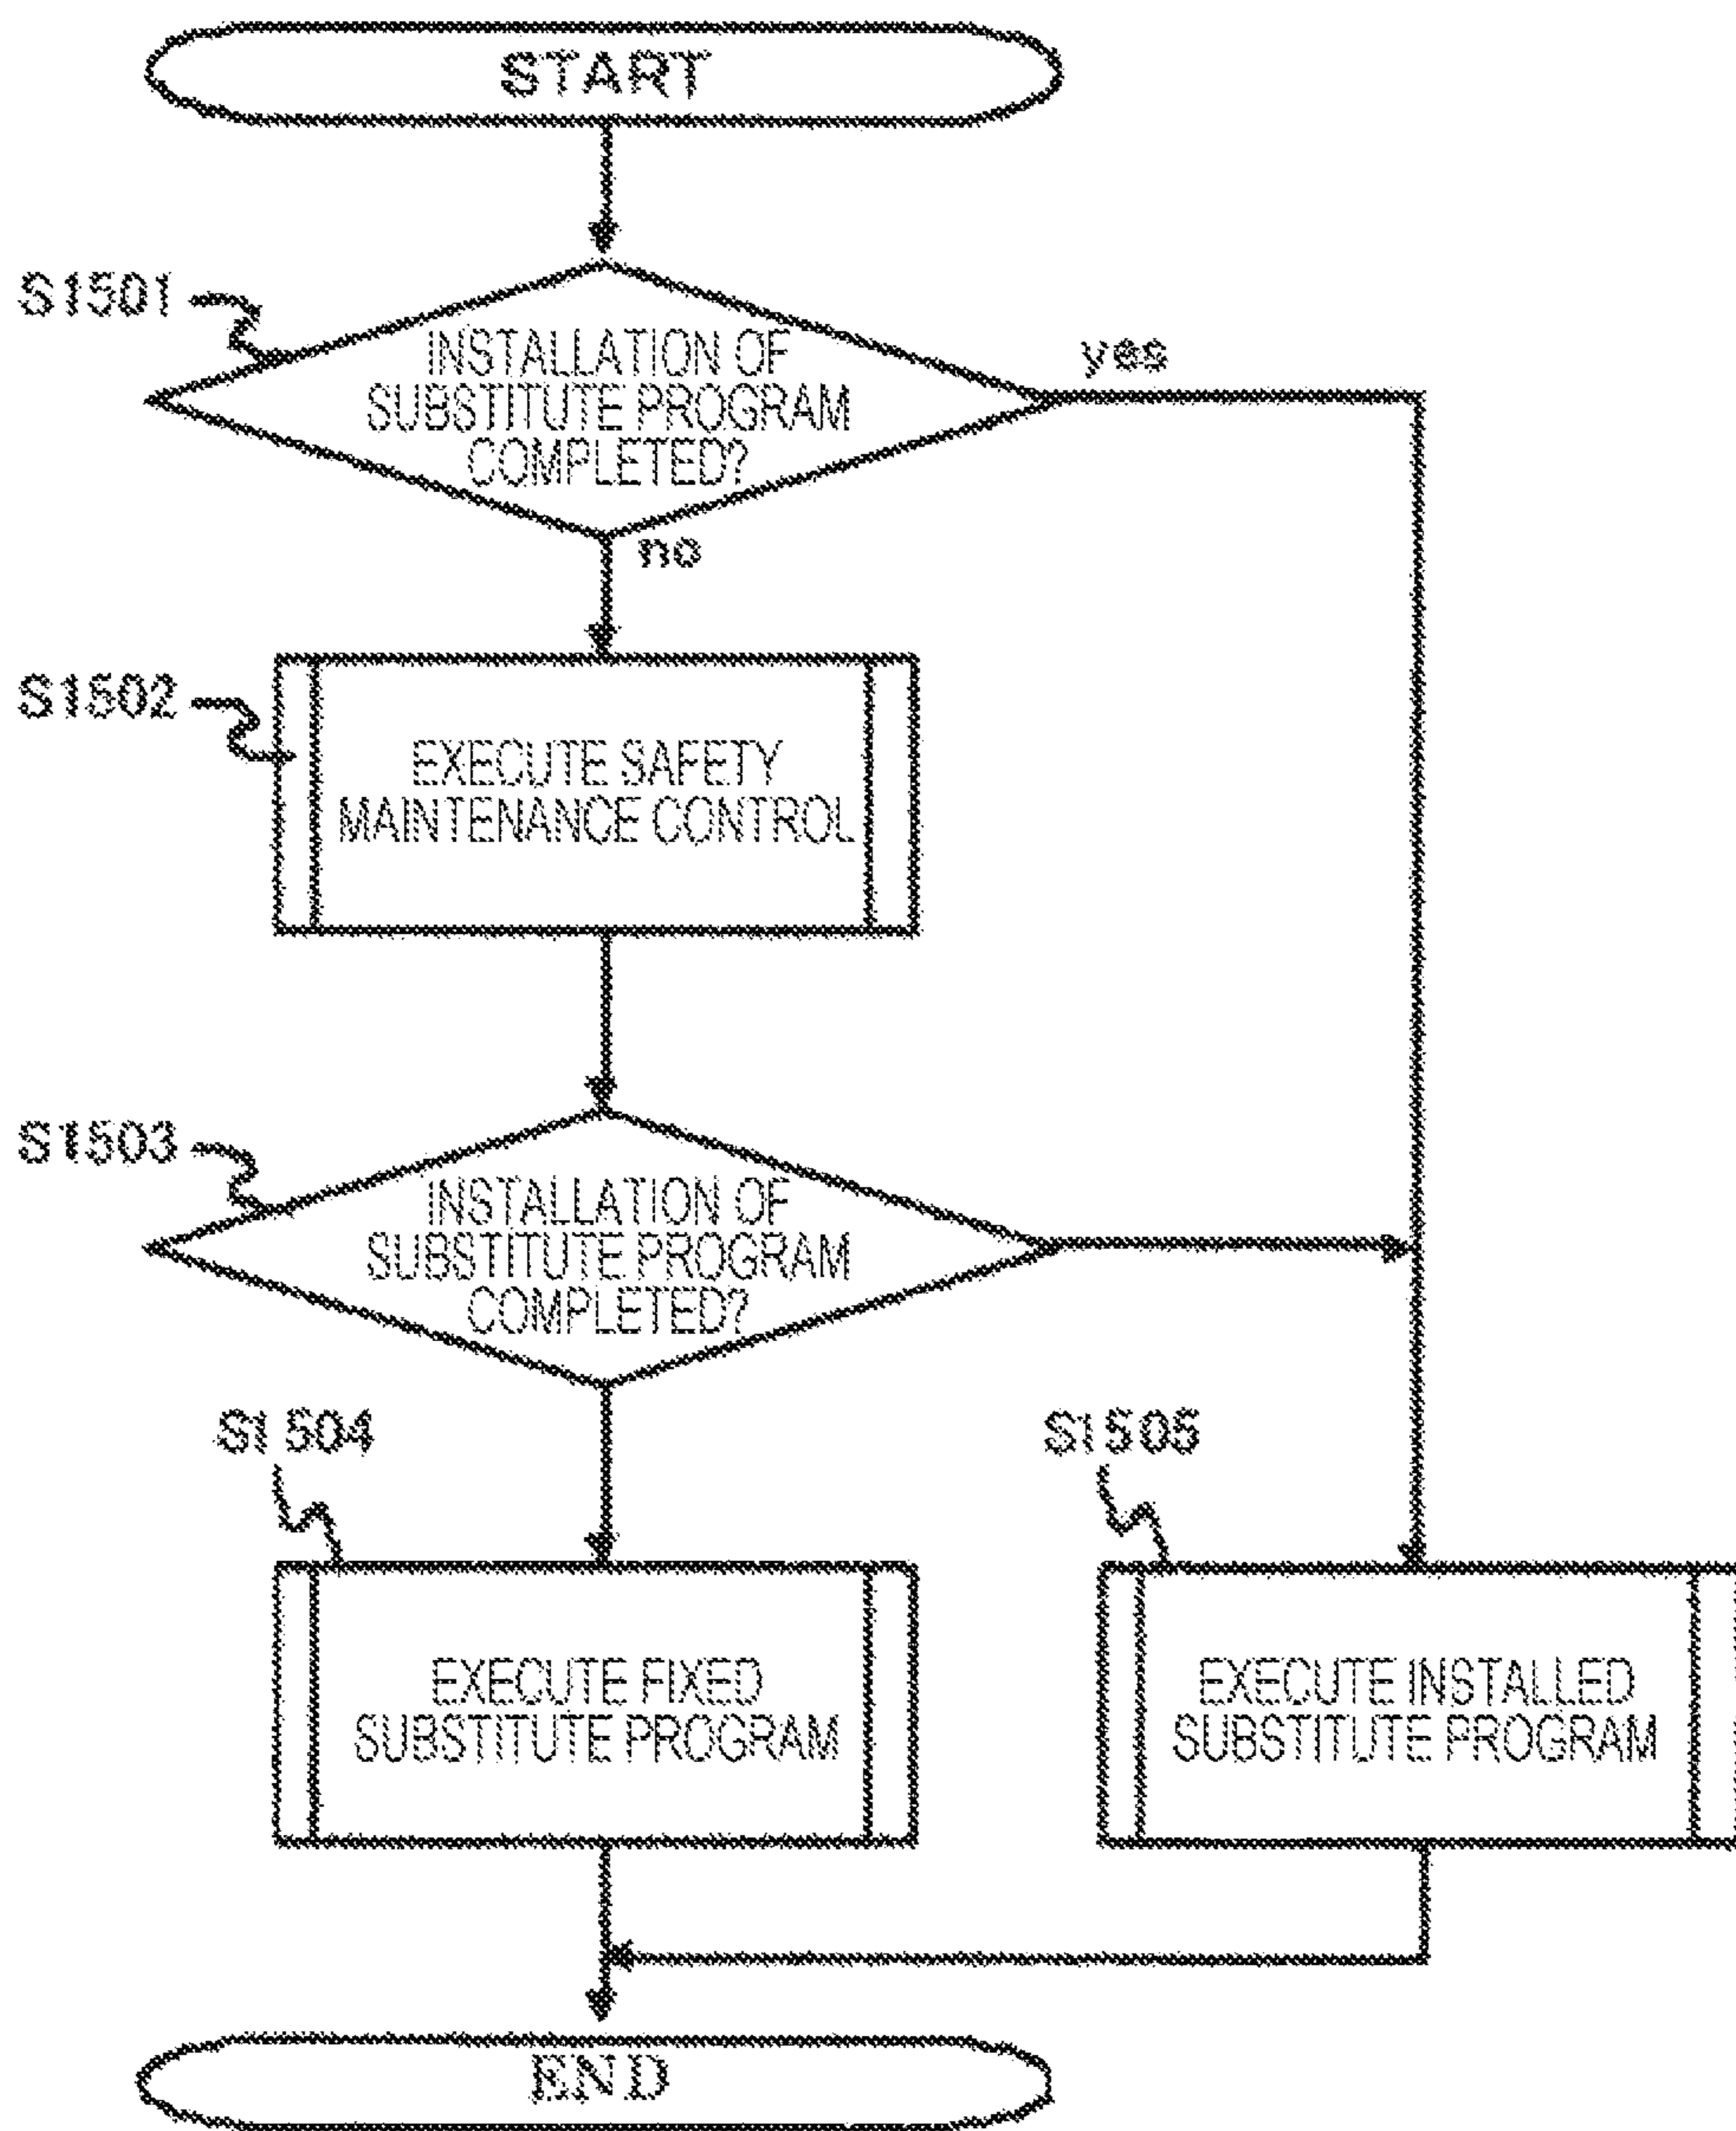 START
S1501
INSTALLATION OF
SUBSTITUTE PROGRAM
COMPLETED?
yes
no
S1502
EXECUTE SAFETY
MAINTENANCE CONTROL
S1503
INSTALLATION OF
SUBSTITUTE PROGRAM
COMPLETED?
S1504
S1505
EXECUTE FIXED
SUBSTITUTE PROGRAM
EXECUTE INSTALLED
SUBSTITUTE PROGRAM
END